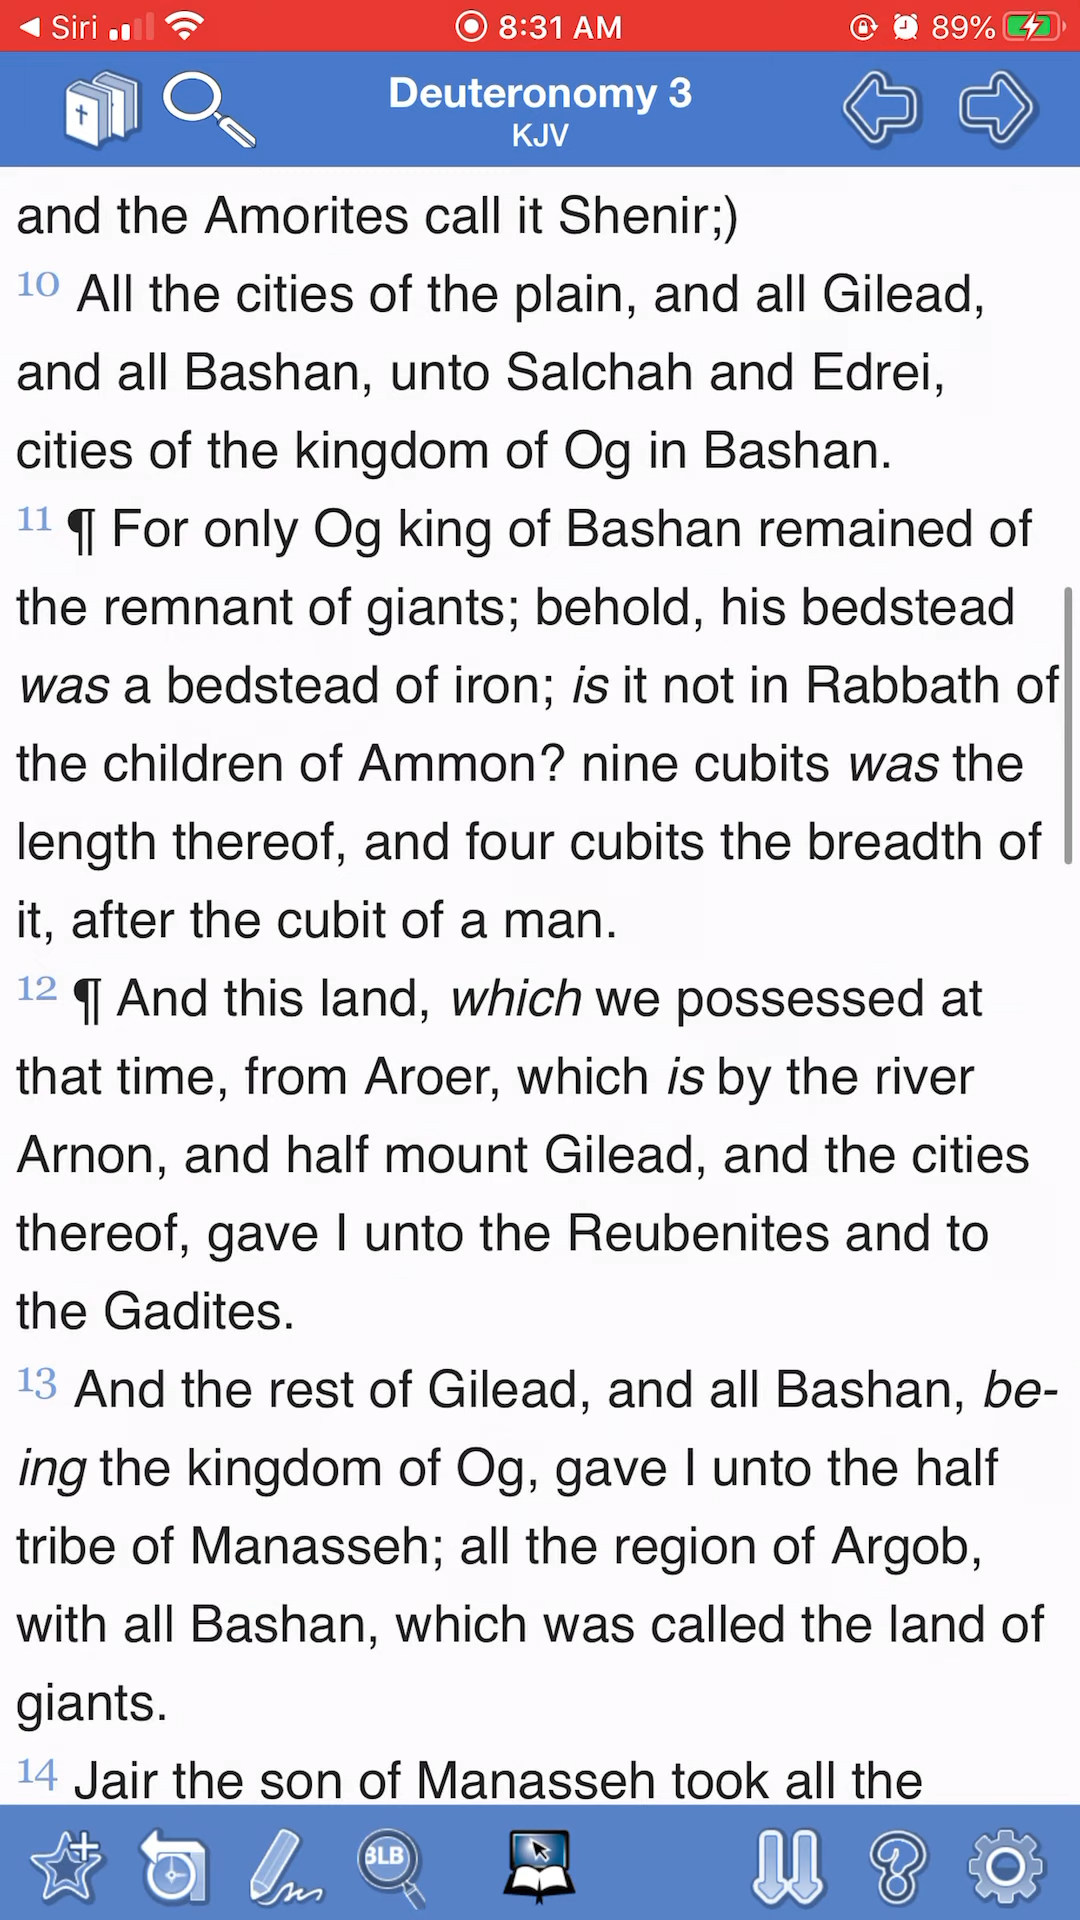 Siri 8:31 AM 89%
Deuteronomy 3
KJV
and the Amorites call it Shenir;)
10 All the cities of the plain, and all Gilead,
and all Bashan, unto Salchah and Edrei,
cities of the kingdom of Og in Bashan.
11 ¶ For only Og king of Bashan remained of
the remnant of giants; behold, his bedstead
was a bedstead of iron; is it not in Rabbath of
the children of Ammon? nine cubits was the
length thereof, and four cubits the breadth of
it, after the cubit of a man.
12 ¶ And this land, which we possessed at
that time, from Aroer, which is by the river
Arnon, and half mount Gilead, and the cities
thereof, gave I unto the Reubenites and to
the Gadites.
13 And the rest of Gilead, and all Bashan, be-
ing the kingdom of Og, gave I unto the half
tribe of Manasseh; all the region of Argob,
with all Bashan, which was called the land of
giants.
14 Jair the son of Manasseh took all the
BLB